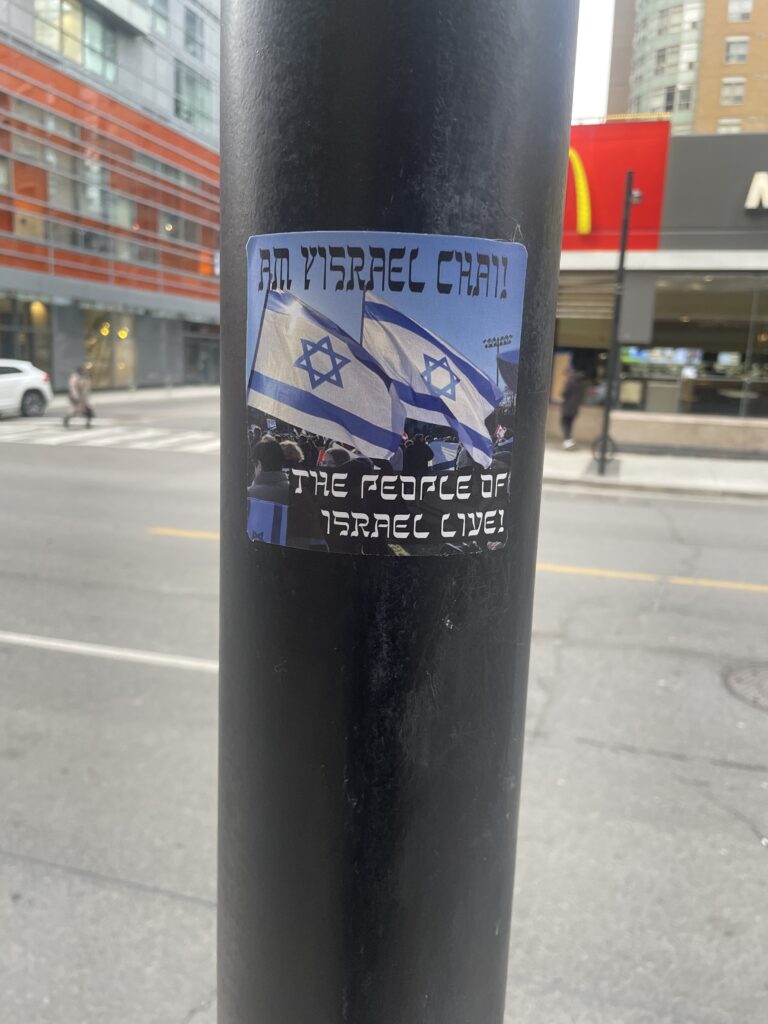 AM YISRAEL CHAI!
THE PEOPLE OF
ISRAEL LIVE!